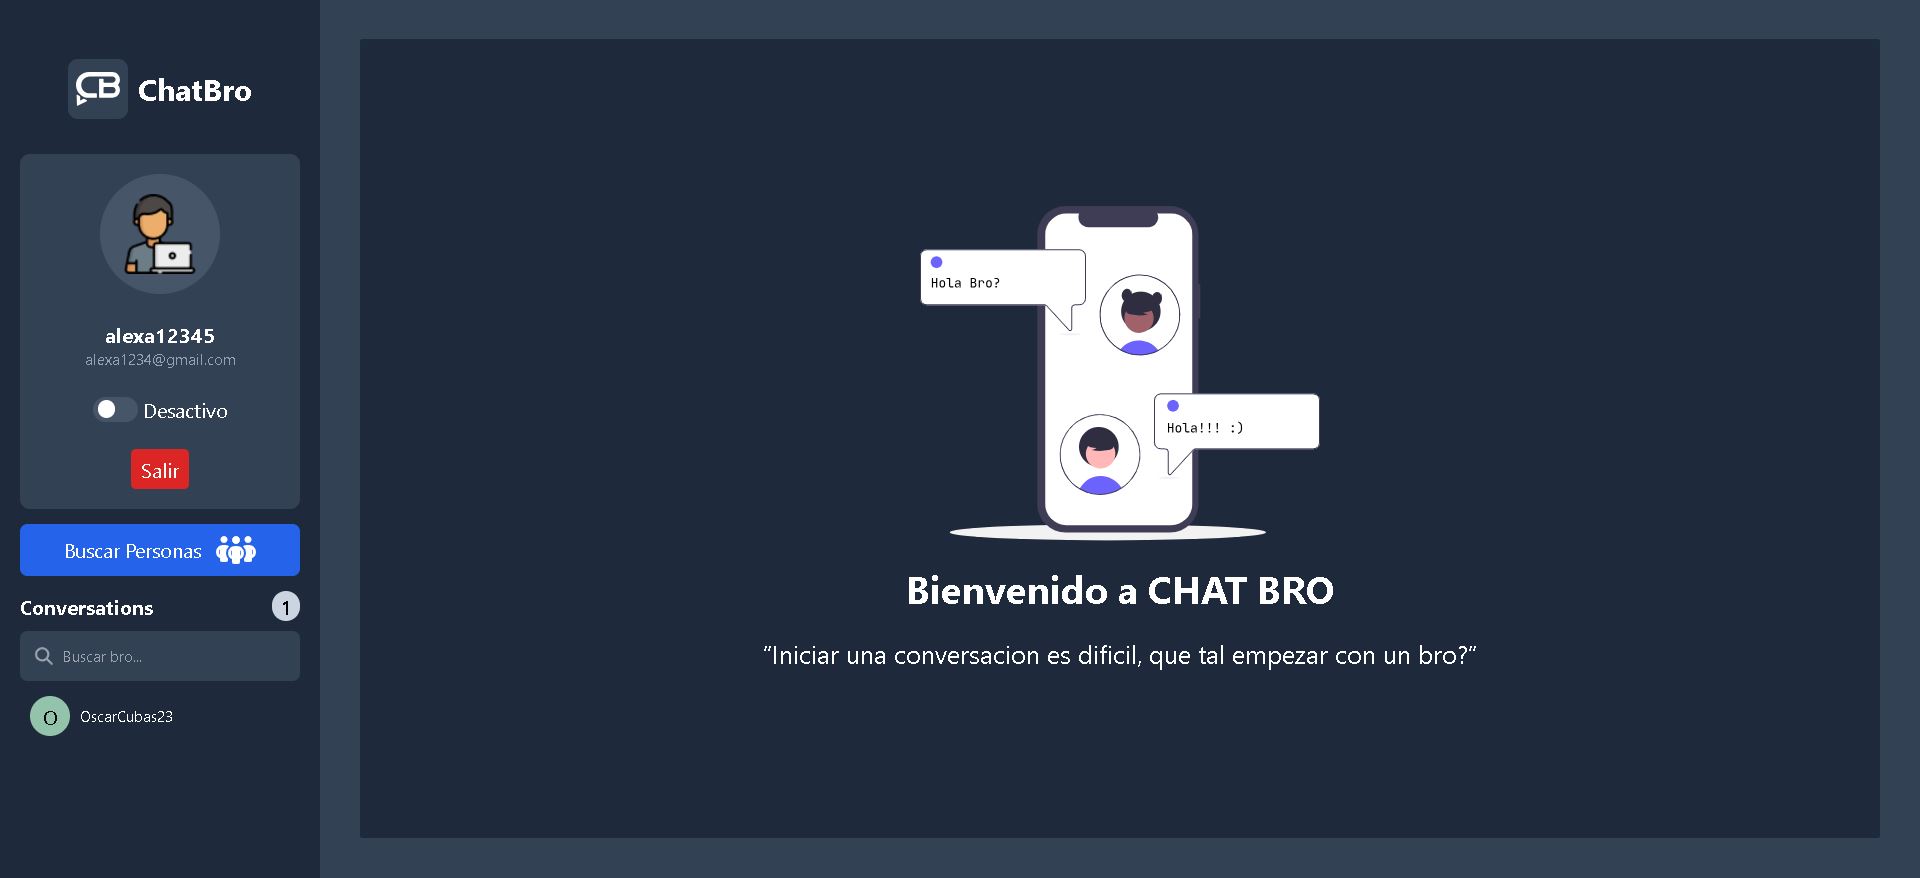 CB
ChatBro
alexa12345
alexa1234@gmail.com
Desactivo
Salir
Buscar Personas
Conversations
1
Buscar bro...
O
OscarCubas23
Hola Bro?
Hola!!! :)
Bienvenido a CHAT BRO
“Iniciar una conversacion es dificil, que tal empezar con un bro?”